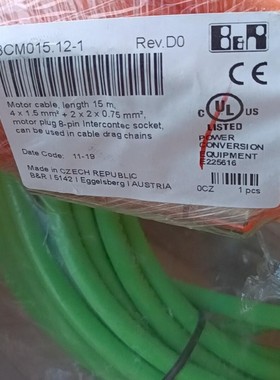 8CM015.12-1
Rev.D0
B&R
Motor cable, length 15 m,
4 x 1.5 mm² + 2 x 2 x 0.75 mm²,
motor plug 8-pin Intercontec socket,
can be used in cable drag chains
CE
C UL US
LISTED
POWER
CONVERSION
EQUIPMENT
E225616
Date Code: 11-19
Made in CZECH REPUBLIC
B&R | 5142 | Eggelsberg | AUSTRIA
0CZ
1 pcs